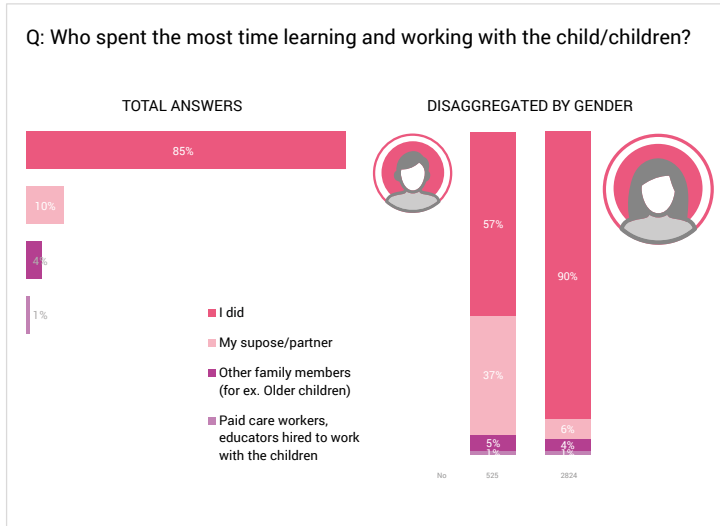 Q: Who spent the most time learning and working with the child/children?
TOTAL ANSWERS
85%
10%
4%
1%
I did
My supose/partner
Other family members
(for ex. Older children)
Paid care workers,
educators hired to work
with the children
DISAGGREGATED BY GENDER
57%
37%
5%
1%
90%
6%
4%
1%
No
525
2824